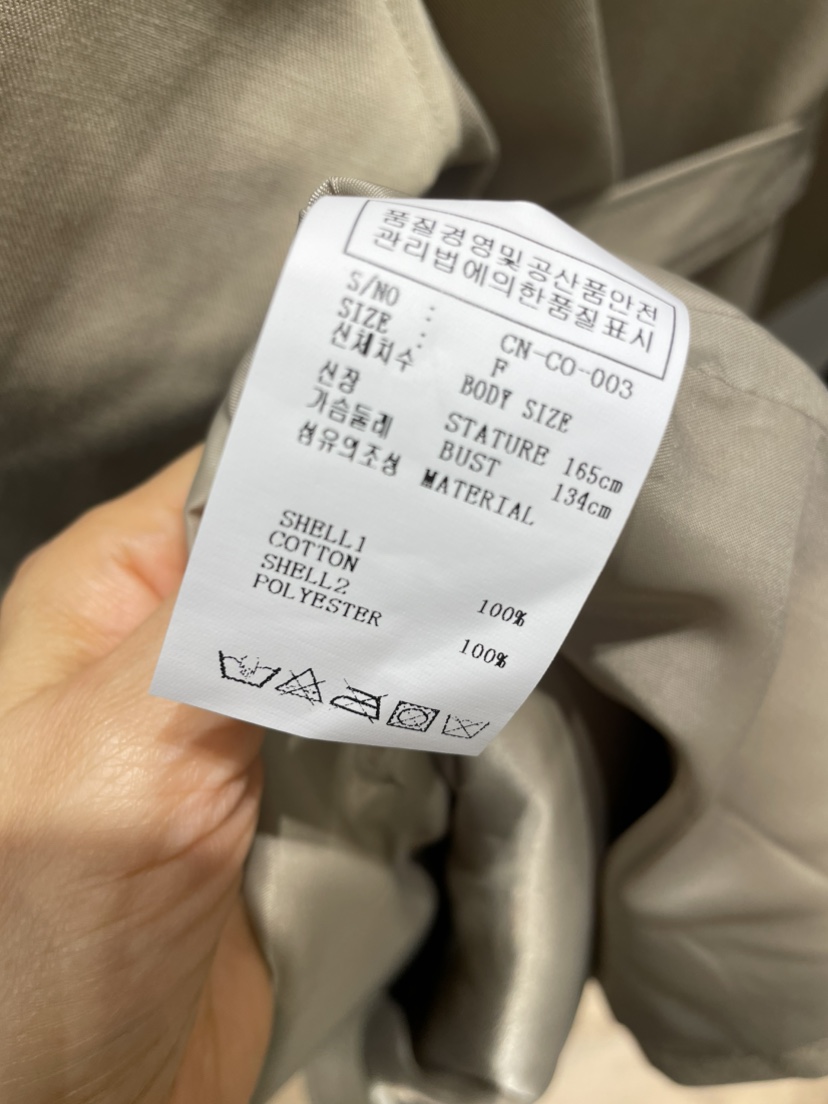 품질경영및공산품안전
관리법에의한품질표시
S/NO : CN-CO-003
SIZE : F
신체치수 BODY SIZE
신장 STATURE 165cm
가슴둘레 BUST 134cm
섬유의조성 MATERIAL
SHELL1
COTTON 100%
SHELL2
POLYESTER 100%